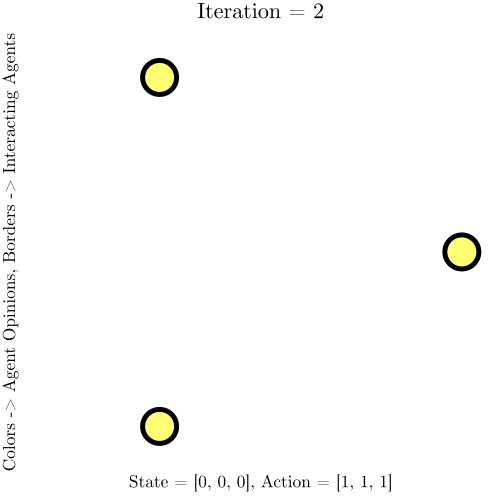 Iteration = 2
Colors -> Agent Opinions, Borders -> Interacting Agents
State = [0, 0, 0], Action = [1, 1, 1]